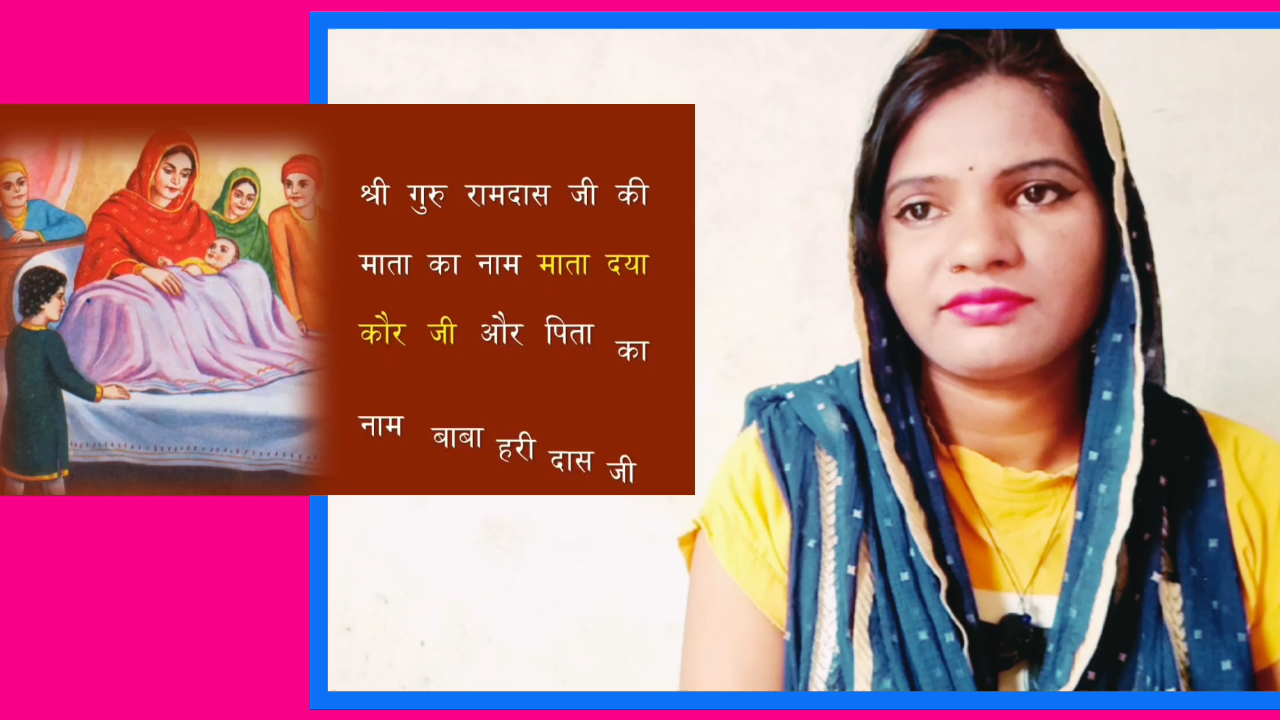 श्री गुरु रामदास जी की
माता का नाम माता दया
कौर जी और पिता का
नाम बाबा हरी दास जी